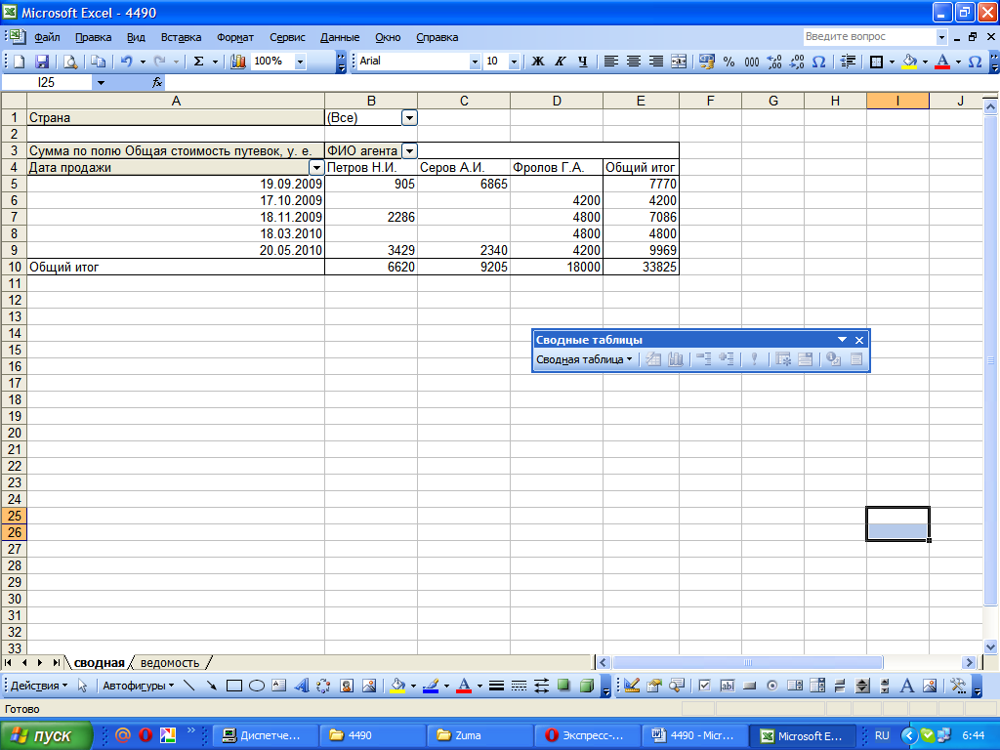 Microsoft Excel - 4490
Файл Правка Вид Вставка Формат Сервис Данные Окно Справка Введите вопрос
100% Arial 10 Ж К Ч % 000
I25 fx
A B C D E F G H I J
1 Страна (Все)
2
3 Сумма по полю Общая стоимость путевок, у. е. ФИО агента
4 Дата продажи Петров Н.И. Серов А.И. Фролов Г.А. Общий итог
5 19.09.2009 905 6865 7770
6 17.10.2009 4200 4200
7 18.11.2009 2286 4800 7086
8 18.03.2010 4800 4800
9 20.05.2010 3429 2340 4200 9969
10 Общий итог 6620 9205 18000 33825
11
12
13
14
Сводные таблицы
15
16
Сводная таблица
17
18
19
20
21
22
23
24
25
26
27
28
29
30
31
32
33
сводная ведомость
Действия Автофигуры
Готово
пуск Диспетче... 4490 Zuma Экспресс-... 4490 - Micr... Microsoft E... RU 6:44